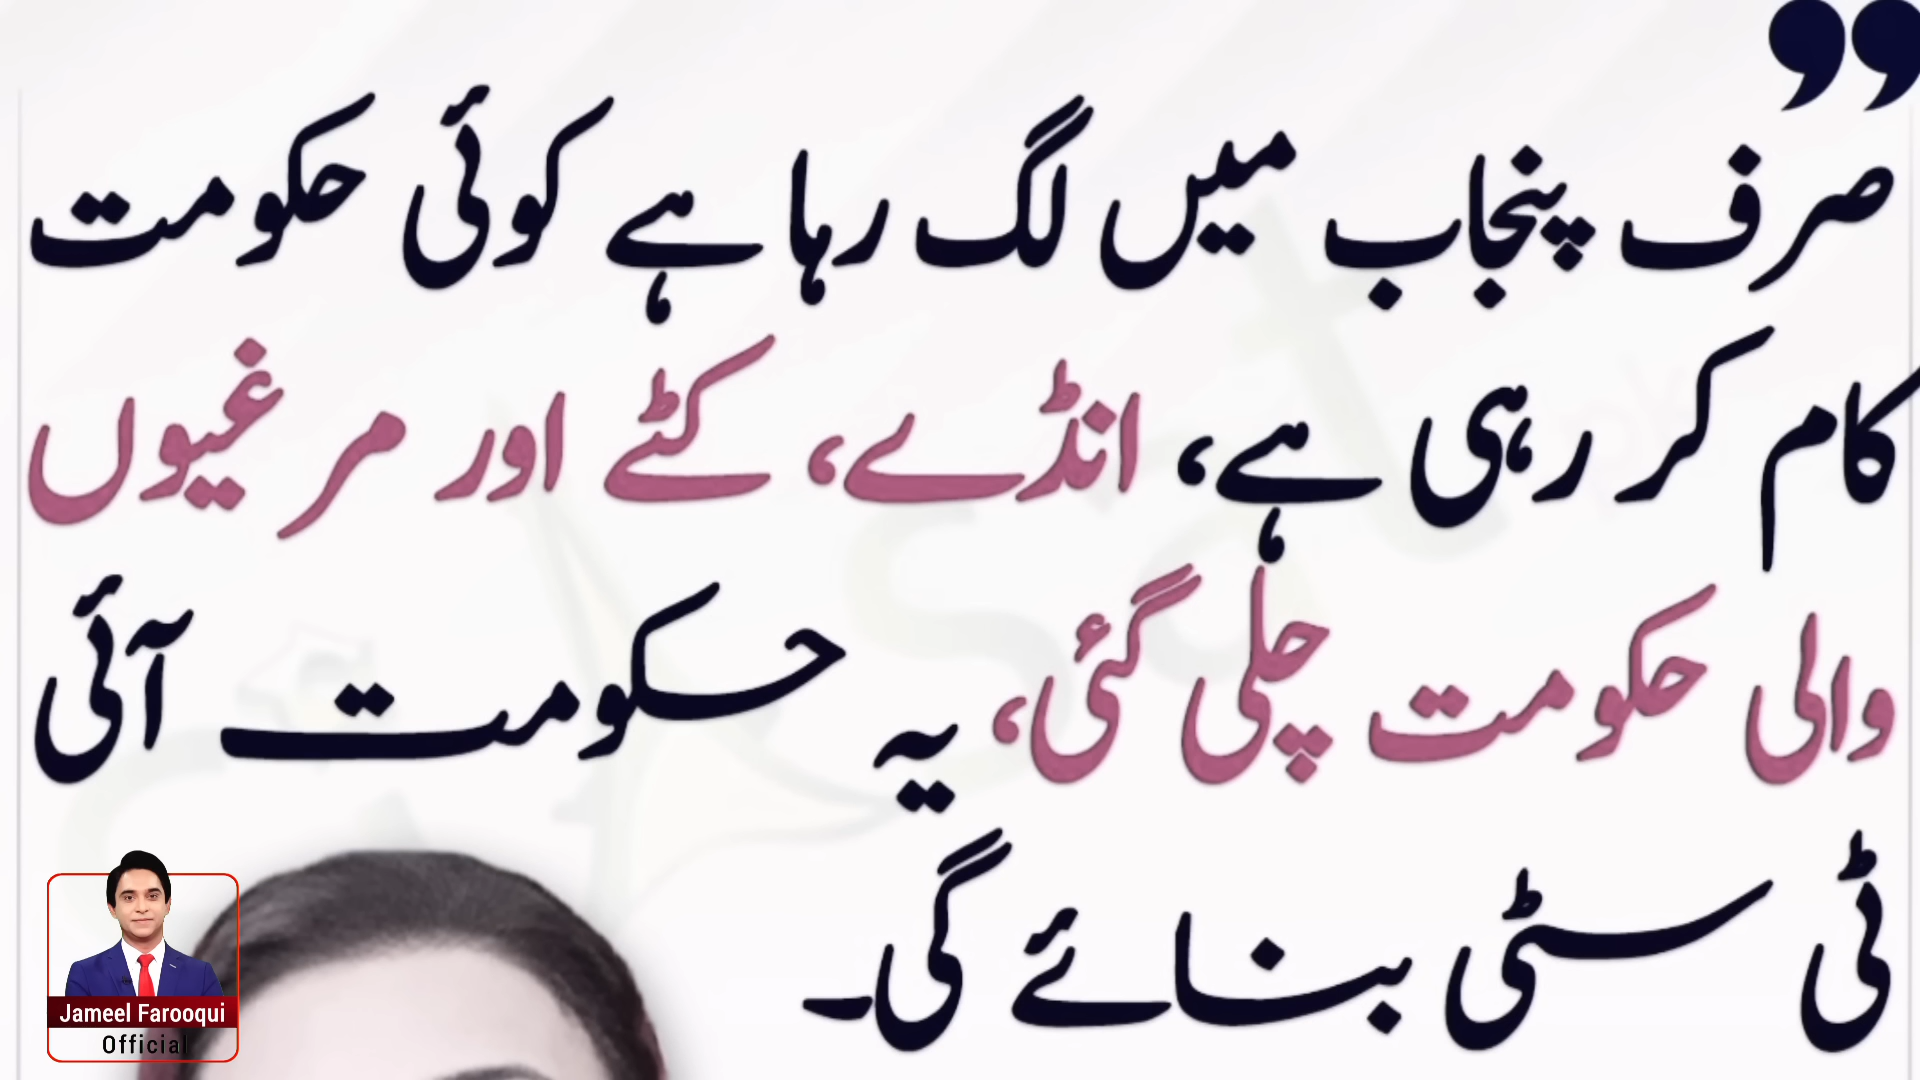 ”
صرف پنجاب میں لگ رہا ہے کوئی حکومت
کام کر رہی ہے، انڈے، کٹے اور مرغیوں
والی حکومت چلی گئی، یہ حکومت آئی
ٹی سٹی بنائے گی۔
Jameel Farooqui
Official